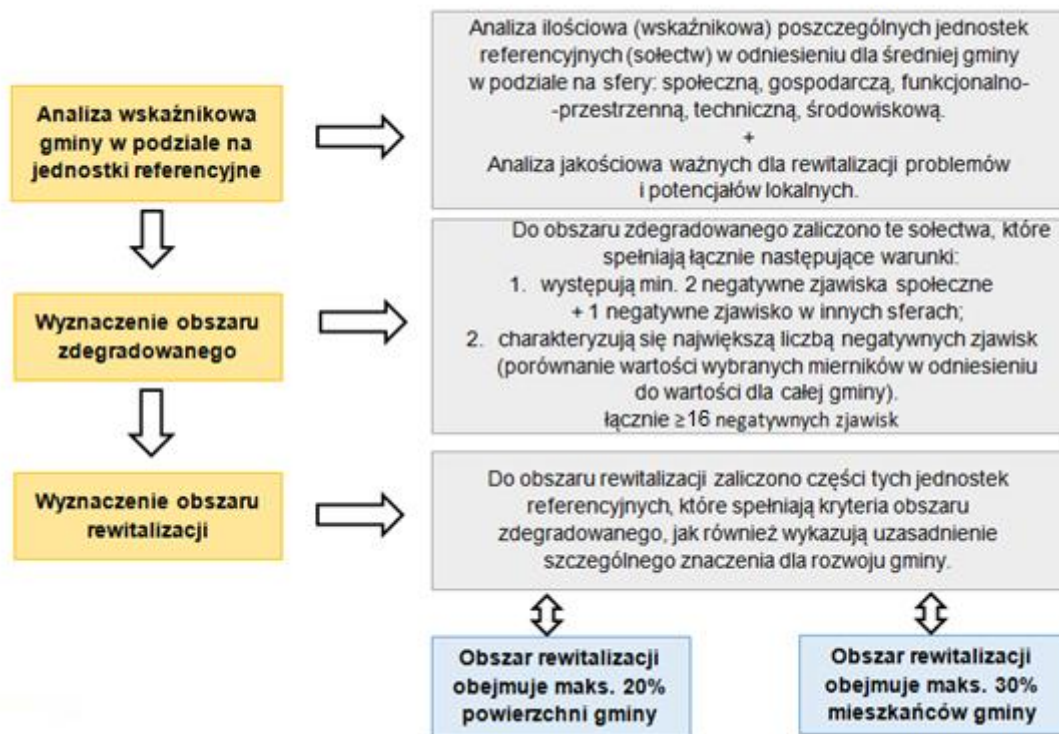 Analiza wskaźnikowa
gminy w podziale na
jednostki referencyjne
Analiza ilościowa (wskaźnikowa) poszczególnych jednostek
referencyjnych (sołectw) w odniesieniu dla średniej gminy
w podziale na sfery: społeczną, gospodarczą, funkcjonalno-
-przestrzenną, techniczną, środowiskową.
+
Analiza jakościowa ważnych dla rewitalizacji problemów
i potencjałów lokalnych.
Wyznaczenie obszaru
zdegradowanego
Do obszaru zdegradowanego zaliczono te sołectwa, które
spełniają łącznie następujące warunki:
1. występują min. 2 negatywne zjawiska społeczne
+ 1 negatywne zjawisko w innych sferach;
2. charakteryzują się największą liczbą negatywnych zjawisk
(porównanie wartości wybranych mierników w odniesieniu
do wartości dla całej gminy).
łącznie ≥16 negatywnych zjawisk
Wyznaczenie obszaru
rewitalizacji
Do obszaru rewitalizacji zaliczono części tych jednostek
referencyjnych, które spełniają kryteria obszaru
zdegradowanego, jak również wykazują uzasadnienie
szczególnego znaczenia dla rozwoju gminy.
Obszar rewitalizacji
obejmuje maks. 20%
powierzchni gminy
Obszar rewitalizacji
obejmuje maks. 30%
mieszkańców gminy